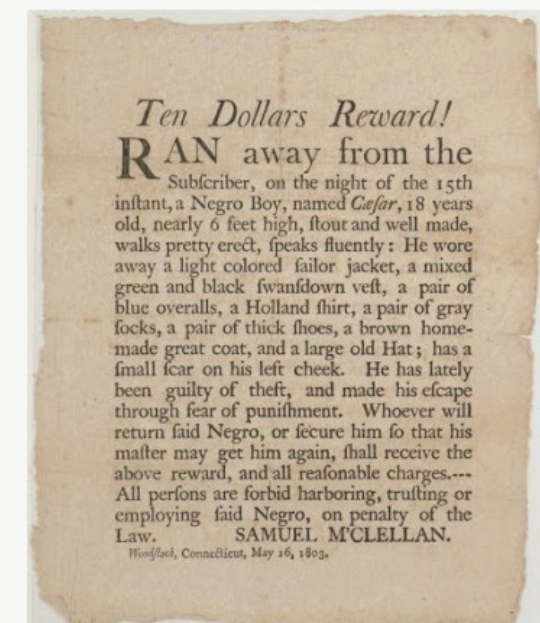 Ten Dollars Reward!
RAN away from the
Subſcriber, on the night of the 15th
inſtant, a Negro Boy, named Cæſar, 18 years
old, nearly 6 feet high, ſtout and well made,
walks pretty erect, ſpeaks fluently: He wore
away a light colored ſailor jacket, a mixed
green and black ſwanſdown veſt, a pair of
blue overalls, a Holland ſhirt, a pair of gray
ſocks, a pair of thick ſhoes, a brown home-
made great coat, and a large old Hat; has a
ſmall ſcar on his left cheek. He has lately
been guilty of theft, and made his eſcape
through fear of puniſhment. Whoever will
return ſaid Negro, or ſecure him ſo that his
maſter may get him again, ſhall receive the
above reward, and all reaſonable charges.---
All perſons are forbid harboring, truſting or
employing ſaid Negro, on penalty of the
Law. SAMUEL M'CLELLAN.
Woodſtock, Connecticut, May 16, 1803.